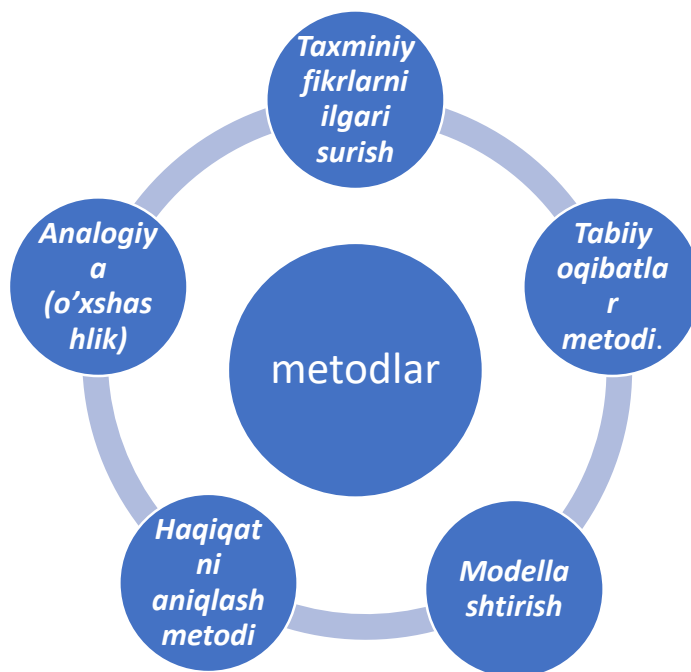 Taxminiy
fikrlarni
ilgari
surish
Analogiy
a
(o’xshas
hlik)
Tabiiy
oqibatla
r
metodi.
metodlar
Haqiqat
ni
aniqlash
metodi
Modella
shtirish